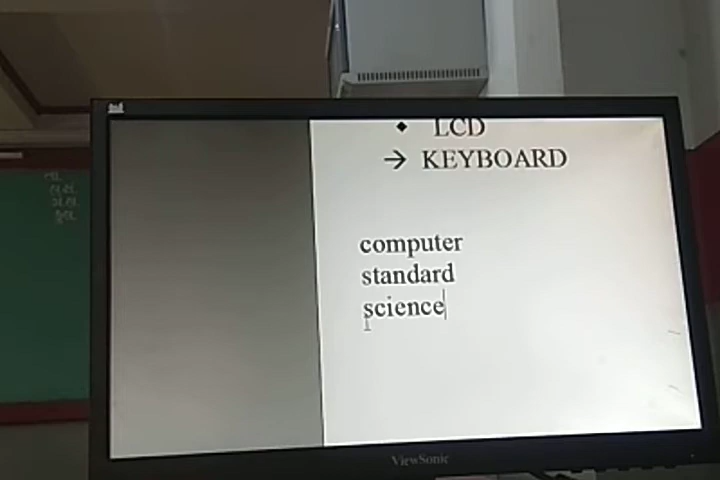 ◆ LCD
→ KEYBOARD
computer
standard
science
ViewSonic